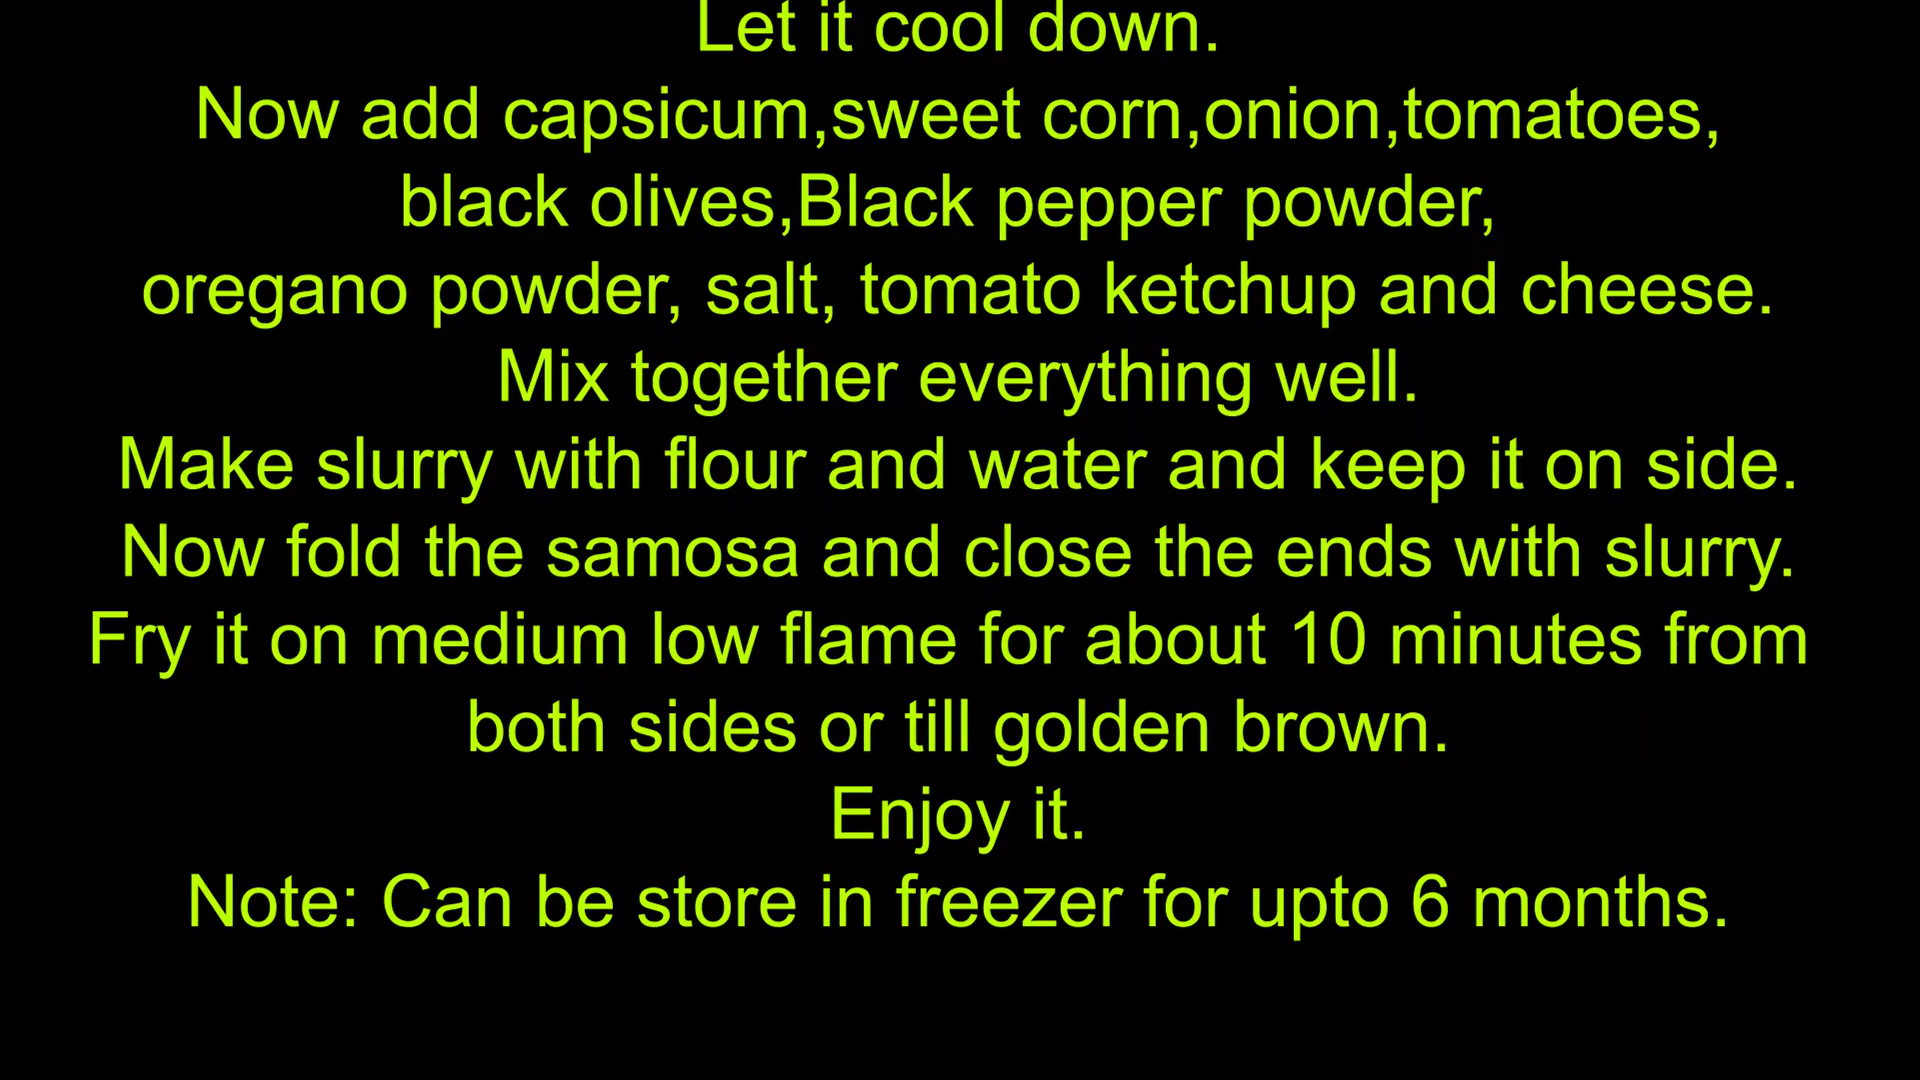 Let it cool down.
Now add capsicum,sweet corn,onion,tomatoes,
black olives,Black pepper powder,
oregano powder, salt, tomato ketchup and cheese.
Mix together everything well.
Make slurry with flour and water and keep it on side.
Now fold the samosa and close the ends with slurry.
Fry it on medium low flame for about 10 minutes from
both sides or till golden brown.
Enjoy it.
Note: Can be store in freezer for upto 6 months.